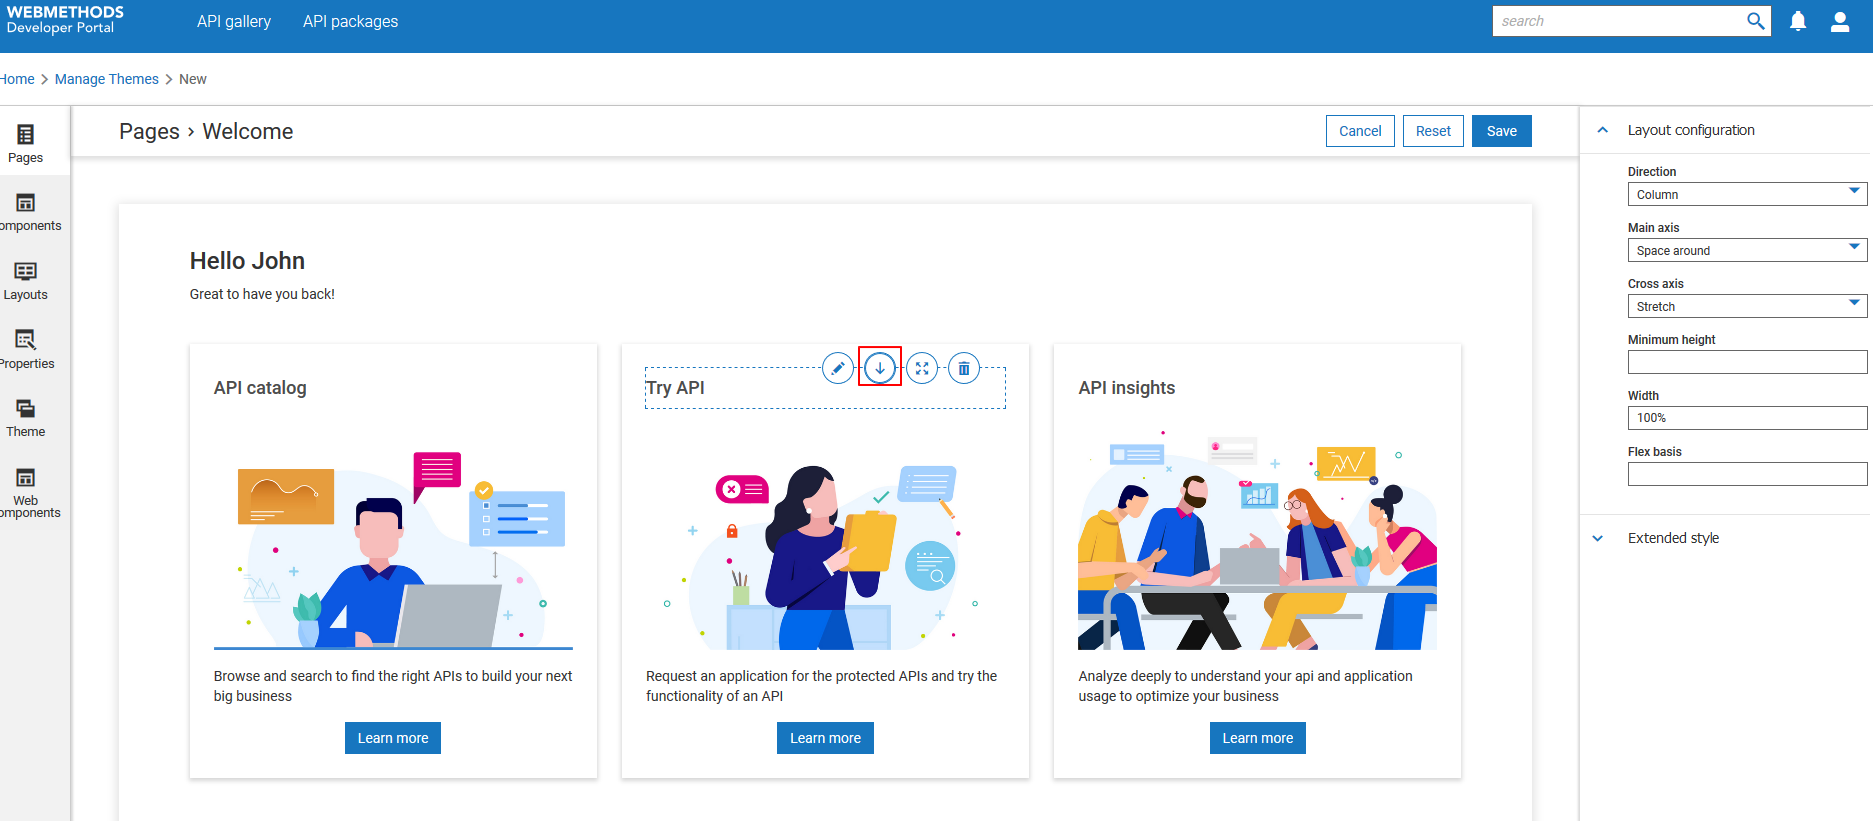 WEBMETHODS
Developer Portal
API gallery
API packages
search
Home > Manage Themes > New
Pages
omponents
Layouts
Properties
Theme
Web
omponents
Pages › Welcome
Cancel
Reset
Save
Hello John
Great to have you back!
API catalog
Browse and search to find the right APIs to build your next
big business
Learn more
Try API
Request an application for the protected APIs and try the
functionality of an API
Learn more
API insights
Analyze deeply to understand your api and application
usage to optimize your business
Learn more
Layout configuration
Direction
Column
Main axis
Space around
Cross axis
Stretch
Minimum height
Width
100%
Flex basis
Extended style